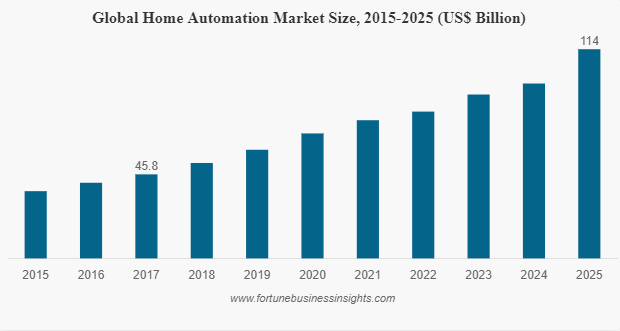 Global Home Automation Market Size, 2015-2025 (US$ Billion)
114
45.8
2015 2016 2017 2018 2019 2020 2021 2022 2023 2024 2025
www.fortunebusinessinsights.com